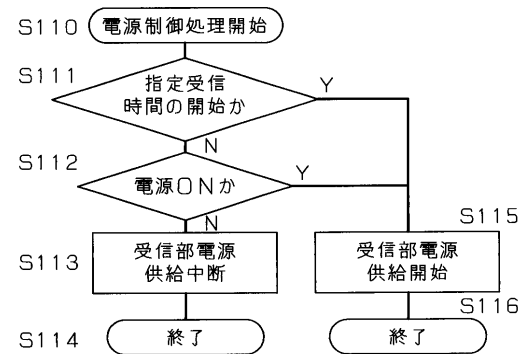 S110
電源制御処理開始
S111
指定受信
時間の開始か
Y
N
S112
電源ONか
Y
N
S113
受信部電源
供給中断
S115
受信部電源
供給開始
S114
終了
S116
終了